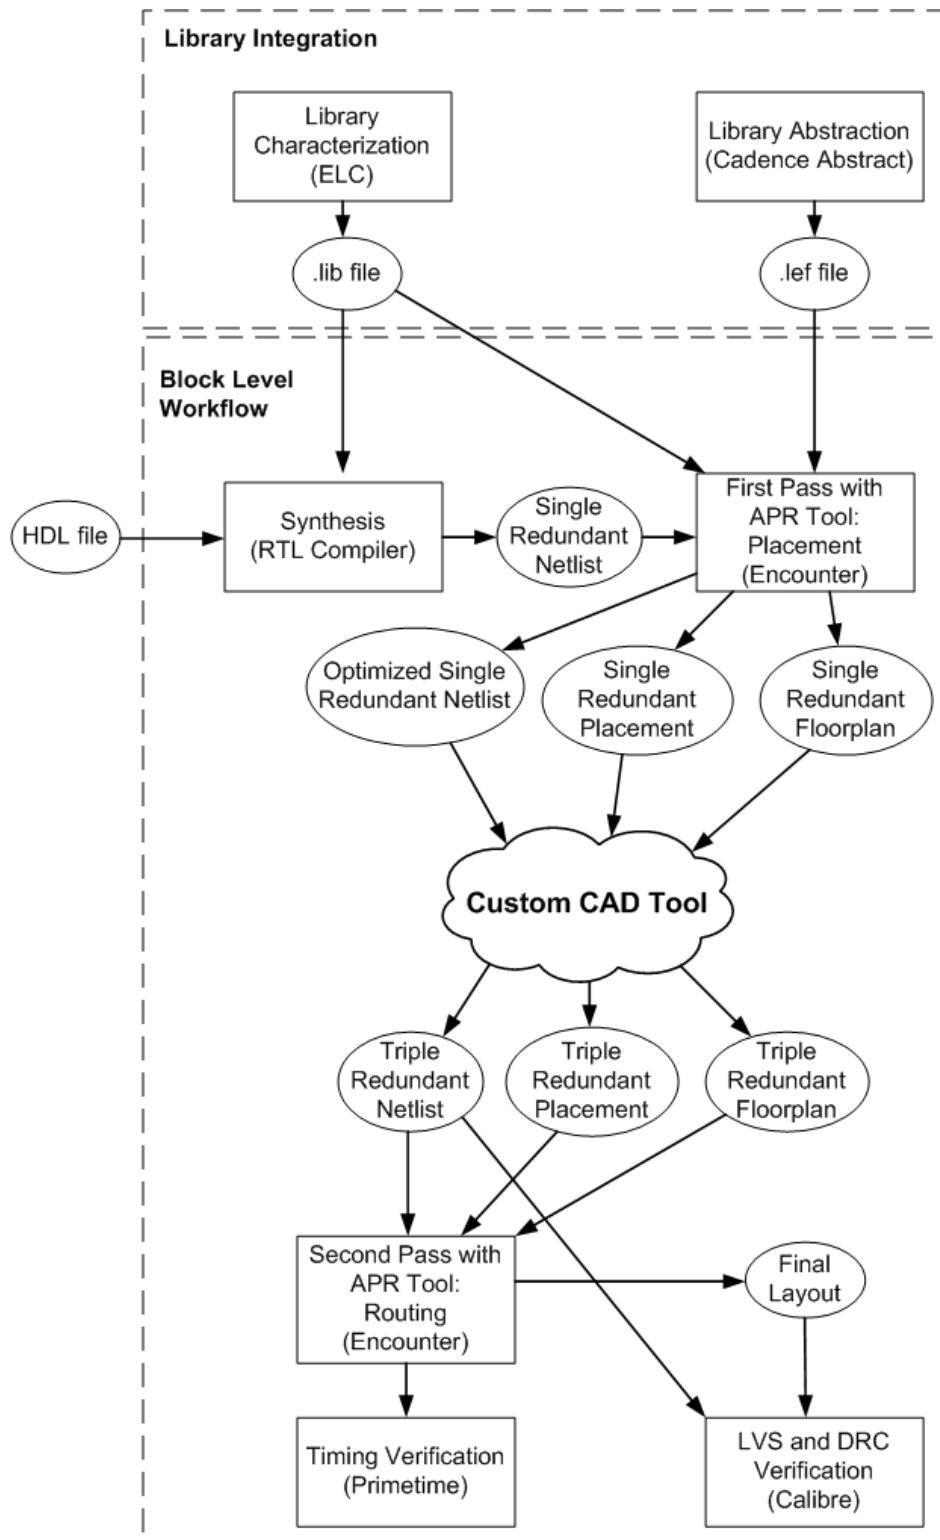 Library Integration
Library
Characterization
(ELC)
Library Abstraction
(Cadence Abstract)
.lib file
.lef file
Block Level
Workflow
HDL file
Synthesis
(RTL Compiler)
Single
Redundant
Netlist
First Pass with
APR Tool:
Placement
(Encounter)
Optimized Single
Redundant Netlist
Single
Redundant
Placement
Single
Redundant
Floorplan
Custom CAD Tool
Triple
Redundant
Netlist
Triple
Redundant
Placement
Triple
Redundant
Floorplan
Second Pass with
APR Tool:
Routing
(Encounter)
Final
Layout
Timing Verification
(Primetime)
LVS and DRC
Verification
(Calibre)